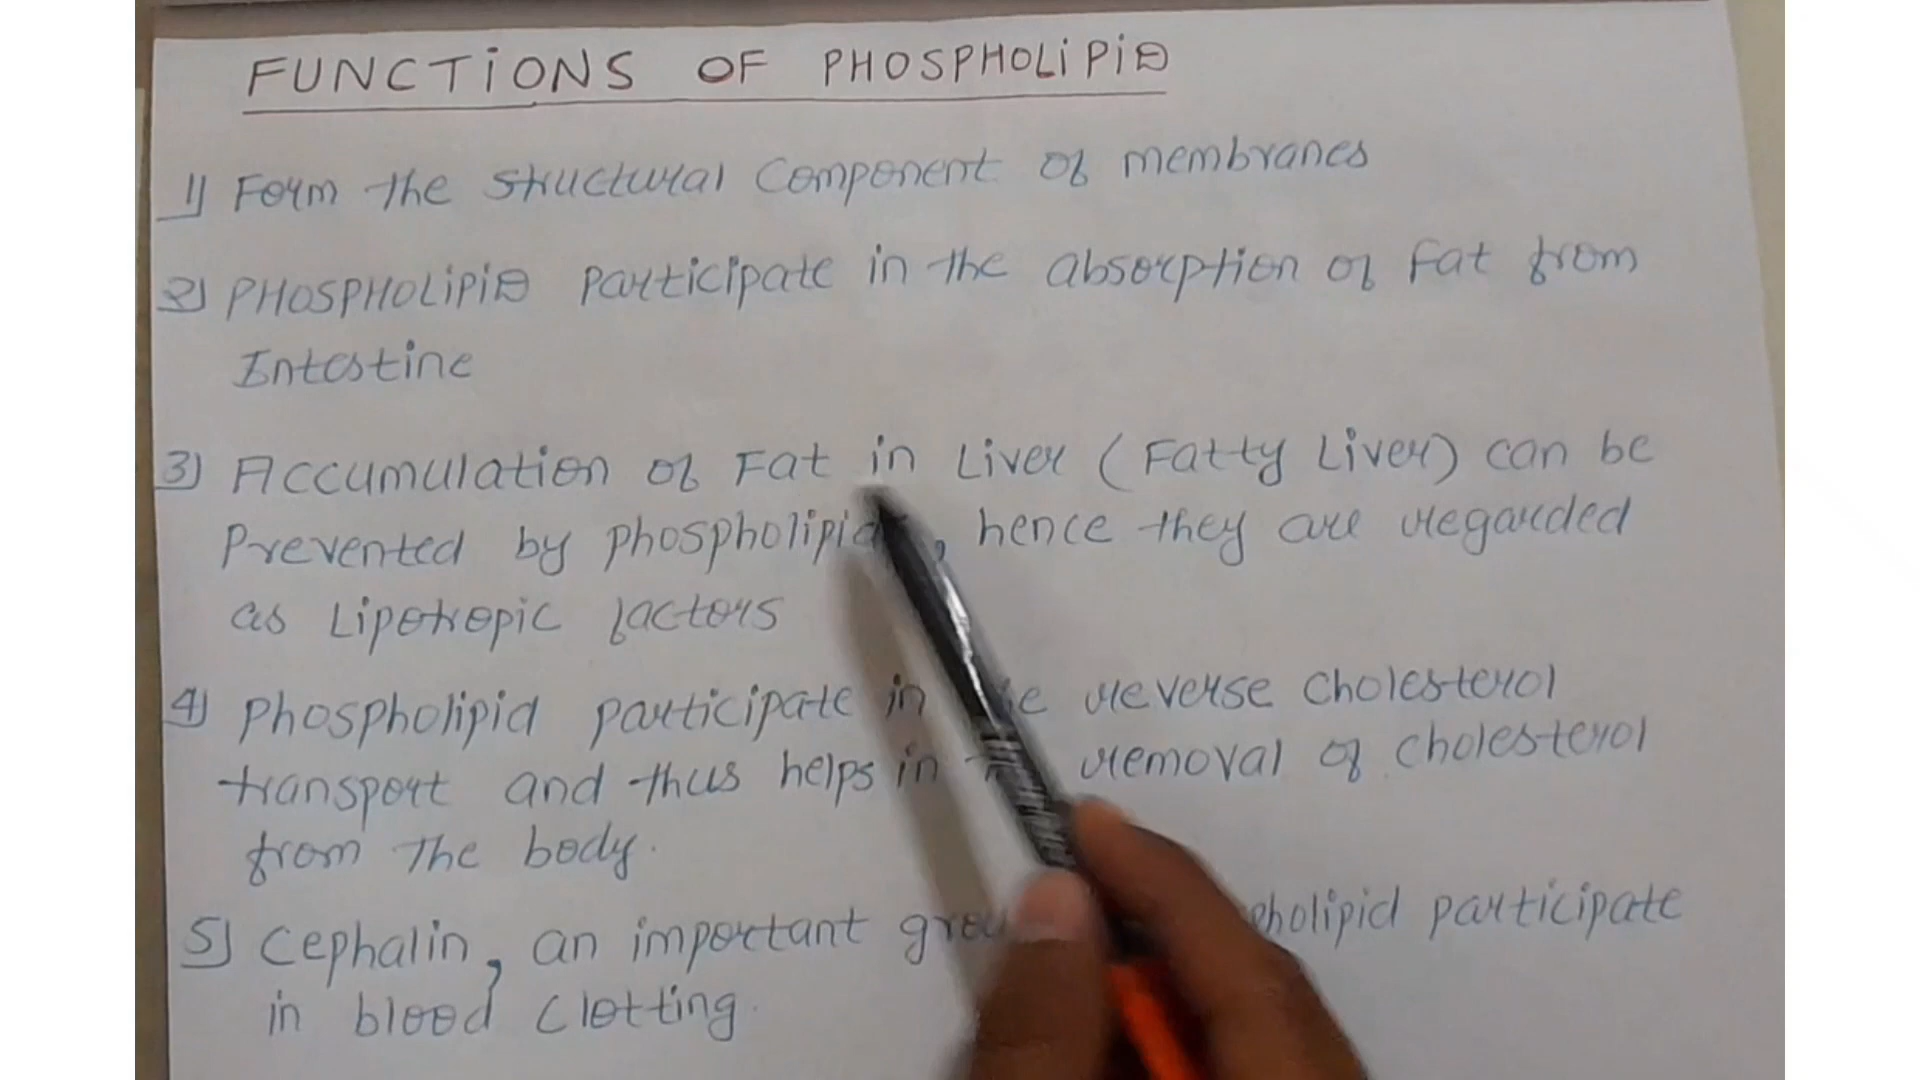 FUNCTIONS OF PHOSPHOLIPID
1) Form the structural component of membranes
2) PHOSPHOLIPID participate in the absorption of Fat from
Intestine
3) Accumulation of Fat in Liver (Fatty Liver) can be
Prevented by phospholipids, hence they are regarded
as Lipotropic factors
4) Phospholipid participate in reverse cholesterol
transport and thus helps in removal of cholesterol
from The body.
5) Cephalin, an important participate
in blood clotting.